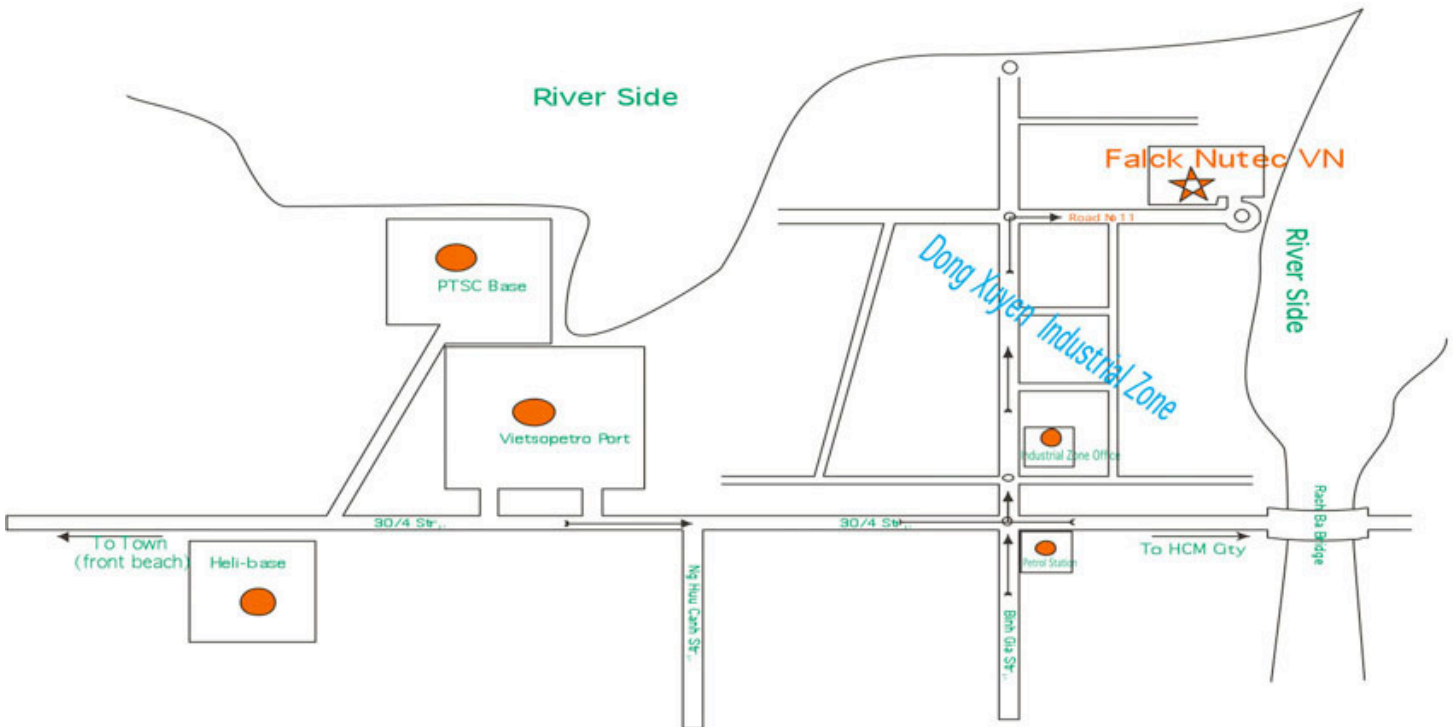 River Side
Falck Nutec VN
Road № 11
River Side
Dong Xuyen Industrial Zone
PTSC Base
Vietsopetro Port
Industrial Zone Office
30/4 Str,.
30/4 Str,.
Rach Ba Bridge
To Town
(front beach)
Heli-base
Petrol Station
To HCM City
Ng Huu Canh Str,.
Binh Gia Str,.